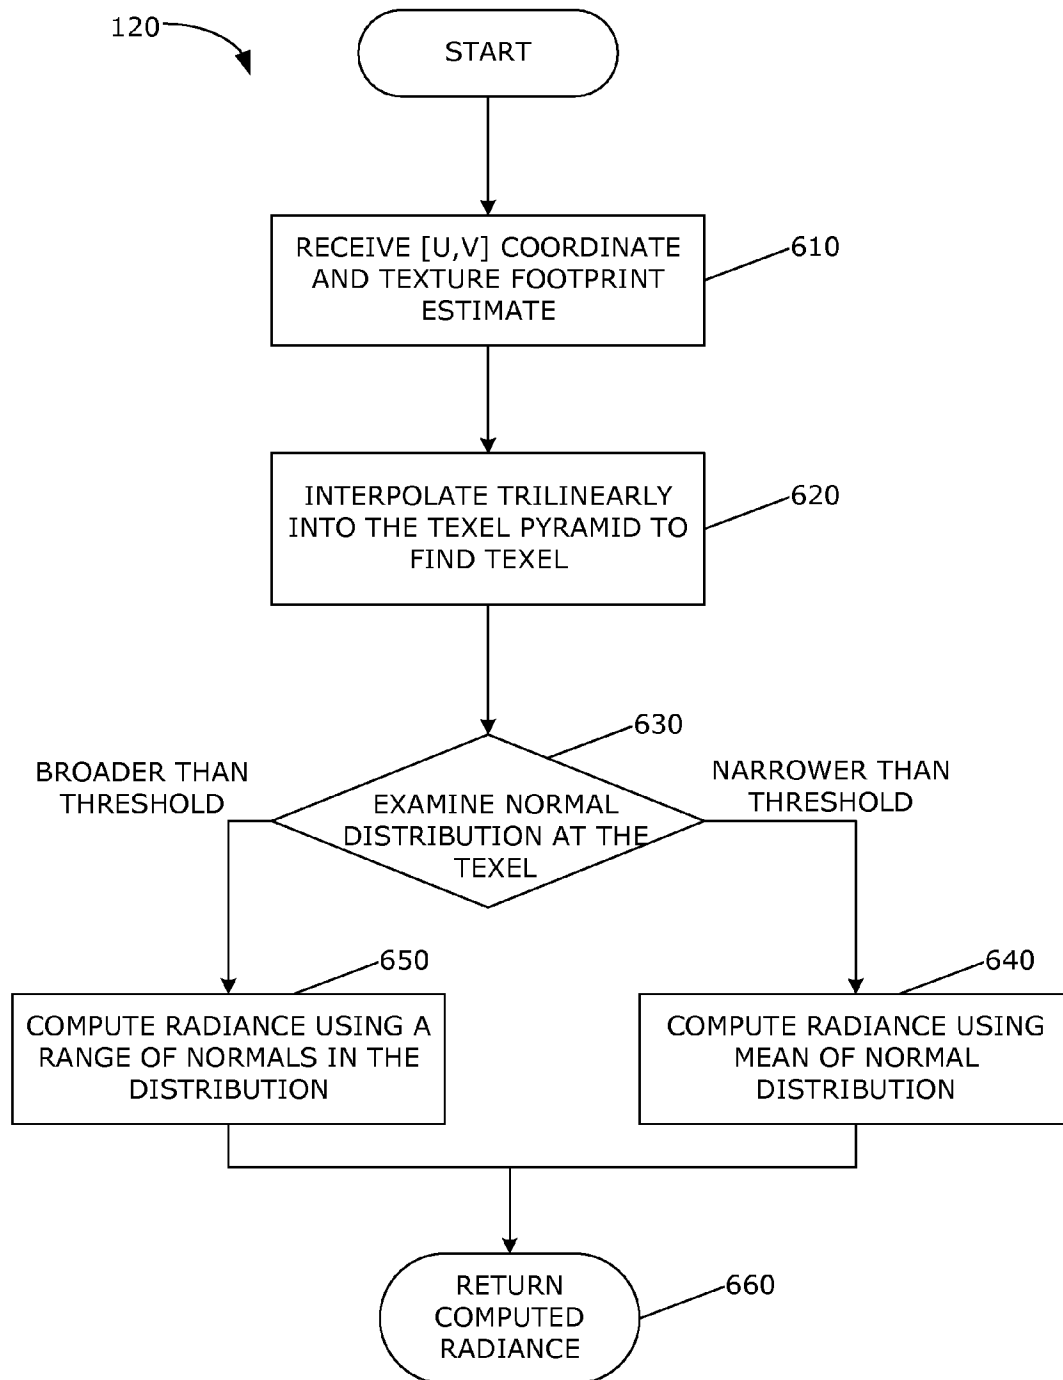 120
START
RECEIVE [U,V] COORDINATE
AND TEXTURE FOOTPRINT
ESTIMATE
610
INTERPOLATE TRILINEARLY
INTO THE TEXEL PYRAMID TO
FIND TEXEL
620
630
BROADER THAN
THRESHOLD
EXAMINE NORMAL
DISTRIBUTION AT THE
TEXEL
NARROWER THAN
THRESHOLD
650
COMPUTE RADIANCE USING A
RANGE OF NORMALS IN THE
DISTRIBUTION
640
COMPUTE RADIANCE USING
MEAN OF NORMAL
DISTRIBUTION
RETURN
COMPUTED
RADIANCE
660